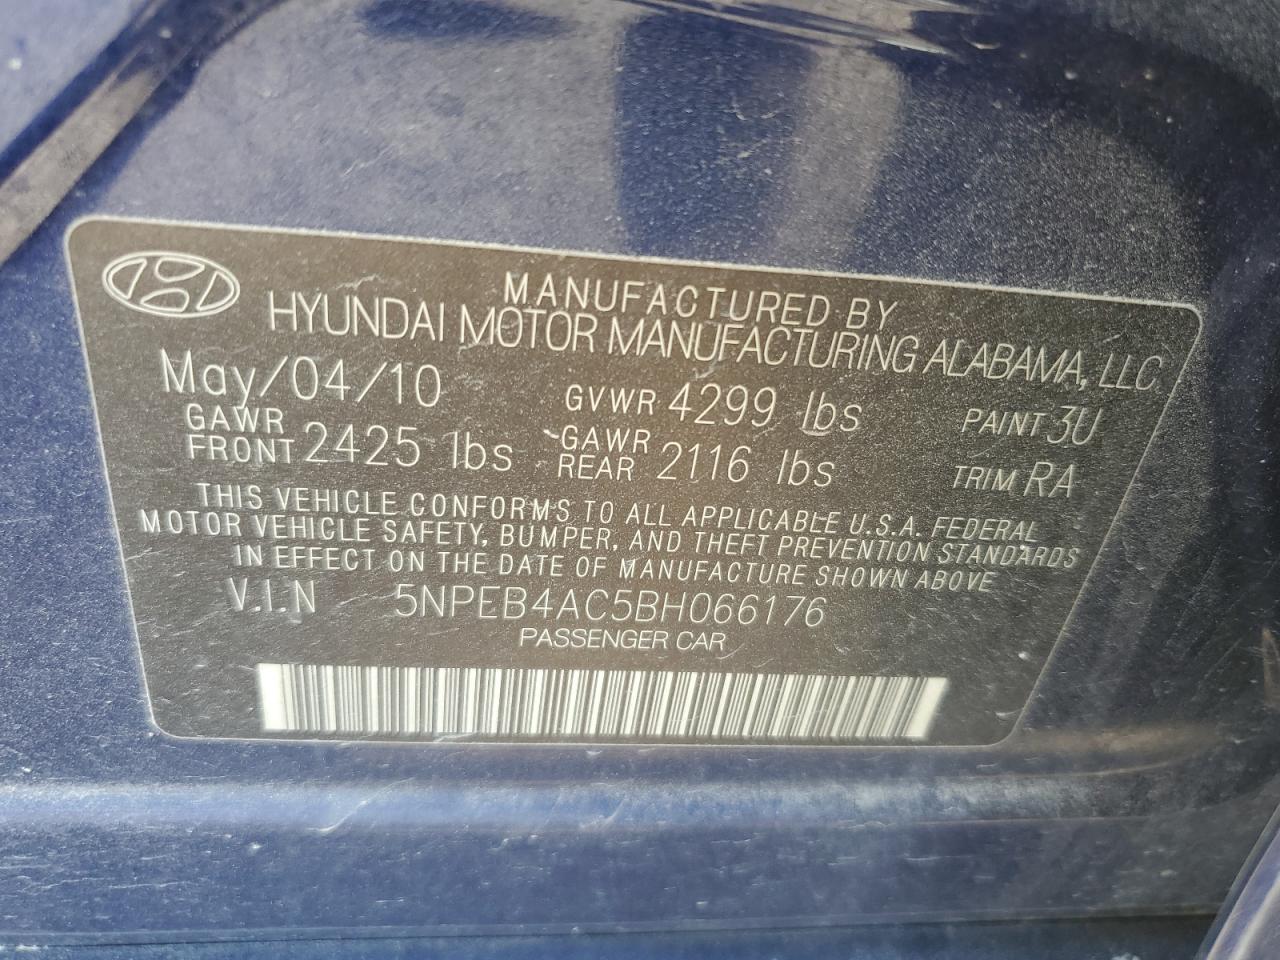 MANUFACTURED BY
HYUNDAI MOTOR MANUFACTURING ALABAMA, LLC
May/04/10 GVWR 4299 lbs PAINT 3U
GAWR FRONT 2425 lbs GAWR REAR 2116 lbs TRIM RA
THIS VEHICLE CONFORMS TO ALL APPLICABLE U.S.A. FEDERAL
MOTOR VEHICLE SAFETY, BUMPER, AND THEFT PREVENTION STANDARDS
IN EFFECT ON THE DATE OF MANUFACTURE SHOWN ABOVE
V.I.N 5NPEB4AC5BH066176
PASSENGER CAR